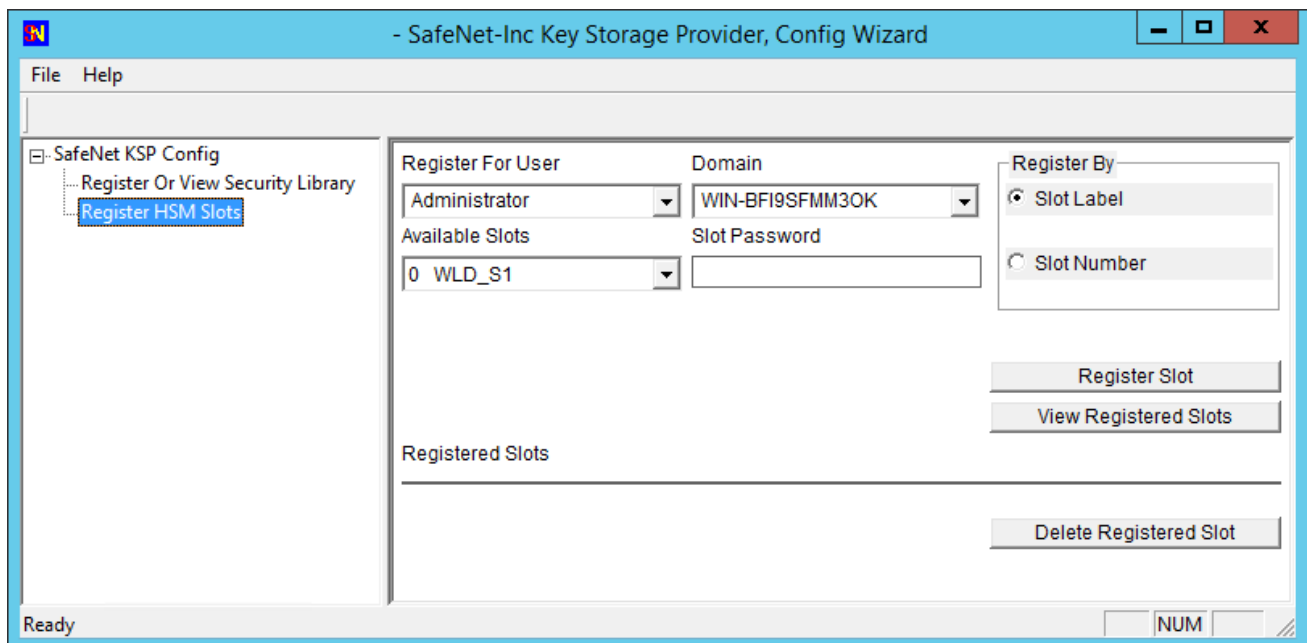 - SafeNet-Inc Key Storage Provider, Config Wizard
File Help
SafeNet KSP Config
Register Or View Security Library
Register HSM Slots
Register For User Domain
Administrator WIN-BFI9SFMM3OK
Available Slots Slot Password
0 WLD_S1
Register By
Slot Label
Slot Number
Register Slot
View Registered Slots
Registered Slots
Delete Registered Slot
Ready NUM